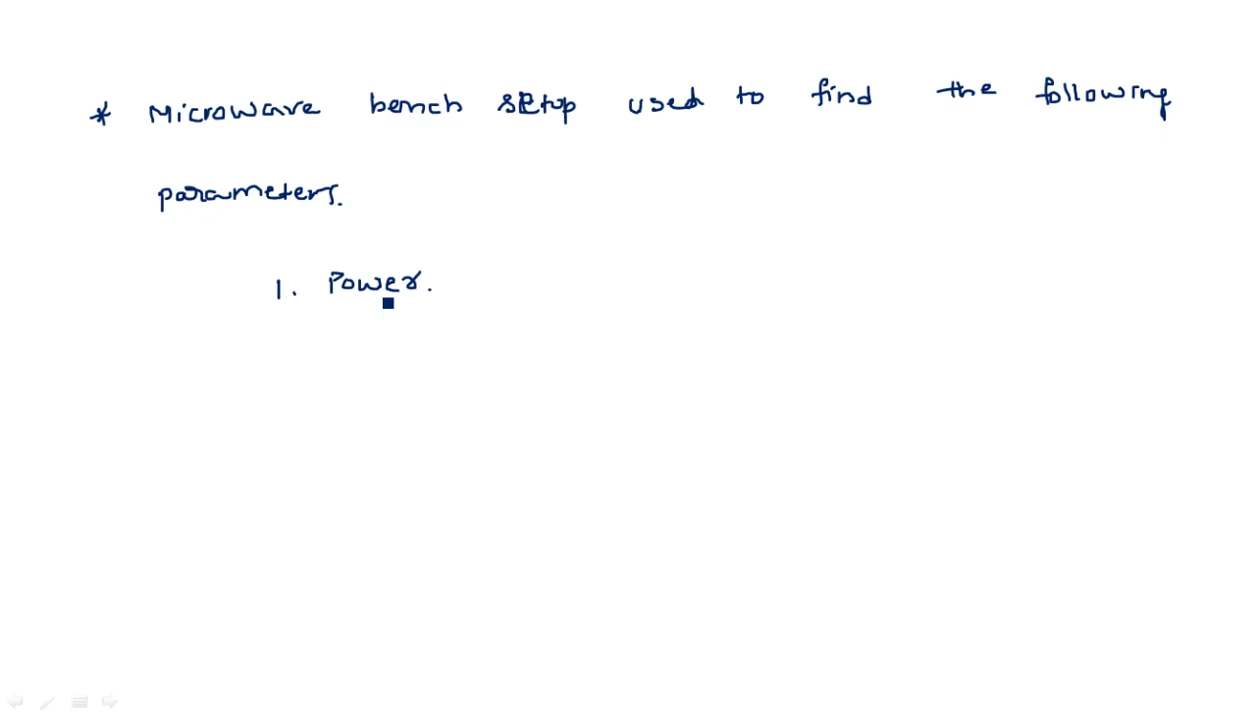 * Microwave bench setup used to find the following
parameters.
1. Power.